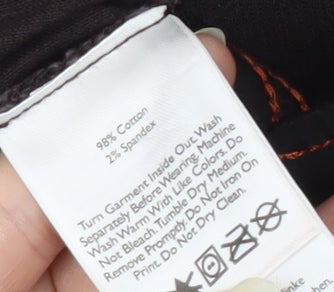 98% Cotton
2% Spandex
Turn Garment Inside Out. Wash
Separately Before Wearing. Machine
Wash Warm With Like Colors. Do
Not Bleach. Tumble Dry Medium.
Remove Promptly. Do Not Iron On
Print. Do Not Dry Clean.